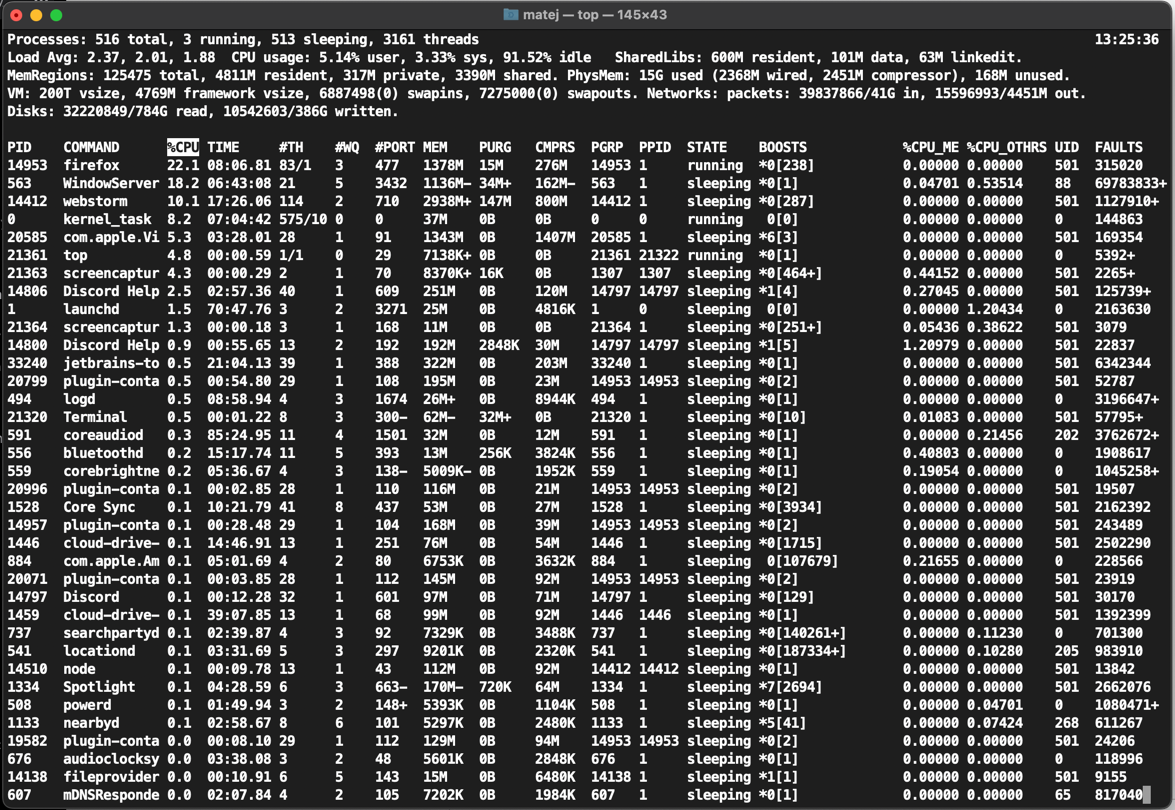 matej — top — 145×43
Processes: 516 total, 3 running, 513 sleeping, 3161 threads 13:25:36
Load Avg: 2.37, 2.01, 1.88 CPU usage: 5.14% user, 3.33% sys, 91.52% idle SharedLibs: 600M resident, 101M data, 63M linkedit.
MemRegions: 125475 total, 4811M resident, 317M private, 3390M shared. PhysMem: 15G used (2368M wired, 2451M compressor), 168M unused.
VM: 200T vsize, 4769M framework vsize, 6887498(0) swapins, 7275000(0) swapouts. Networks: packets: 39837866/41G in, 15596993/4451M out.
Disks: 32220849/784G read, 10542603/386G written.
PID COMMAND %CPU TIME #TH #WQ #PORT MEM PURG CMPRS PGRP PPID STATE BOOSTS %CPU_ME %CPU_OTHRS UID FAULTS
14953 firefox 22.1 08:06.81 83/1 3 477 1378M 15M 276M 14953 1 running *0[238] 0.00000 0.00000 501 315020
563 WindowServer 18.2 06:43:08 21 5 3432 1136M- 34M+ 162M- 563 1 sleeping *0[1] 0.04701 0.53514 88 69783833+
14412 webstorm 10.1 17:26.06 114 2 710 2938M+ 147M 800M 14412 1 sleeping *0[287] 0.00000 0.00000 501 1127910+
0 kernel_task 8.2 07:04:42 575/10 0 0 37M 0B 0B 0 0 running 0[0] 0.00000 0.00000 0 144863
20585 com.apple.Vi 5.3 03:28.01 28 1 91 1343M 0B 1407M 20585 1 sleeping *6[3] 0.00000 0.00000 501 169354
21361 top 4.8 00:00.59 1/1 0 29 7138K+ 0B 0B 21361 21322 running *0[1] 0.00000 0.00000 0 5392+
21363 screencaptur 4.3 00:00.29 2 1 70 8370K+ 16K 0B 1307 1307 sleeping *0[464+] 0.44152 0.00000 501 2265+
14806 Discord Help 2.5 02:57.36 40 1 609 251M 0B 120M 14797 14797 sleeping *1[4] 0.27045 0.00000 501 125739+
1 launchd 1.5 70:47.76 3 2 3271 25M 0B 4816K 1 0 sleeping 0[0] 0.00000 1.20434 0 2163630
21364 screencaptur 1.3 00:00.18 3 1 168 11M 0B 0B 21364 1 sleeping *0[251+] 0.05436 0.38622 501 3079
14800 Discord Help 0.9 00:55.65 13 2 192 192M 2848K 30M 14797 14797 sleeping *1[5] 1.20979 0.00000 501 22837
33240 jetbrains-to 0.5 21:04.13 39 1 388 322M 0B 203M 33240 1 sleeping *0[1] 0.00000 0.00000 501 6342344
20799 plugin-conta 0.5 00:54.80 29 1 108 195M 0B 23M 14953 14953 sleeping *0[2] 0.00000 0.00000 501 52787
494 logd 0.5 08:58.94 4 3 1674 26M+ 0B 8944K 494 1 sleeping *0[1] 0.00000 0.00000 0 3196647+
21320 Terminal 0.5 00:01.22 8 3 300- 62M- 32M+ 0B 21320 1 sleeping *0[10] 0.01083 0.00000 501 57795+
591 coreaudiod 0.3 85:24.95 11 4 1501 32M 0B 12M 591 1 sleeping *0[1] 0.00000 0.21456 202 3762672+
556 bluetoothd 0.2 15:17.74 11 5 393 13M 256K 3824K 556 1 sleeping *0[1] 0.40803 0.00000 0 1908617
559 corebrightne 0.2 05:36.67 4 3 138- 5009K- 0B 1952K 559 1 sleeping *0[1] 0.19054 0.00000 0 1045258+
20996 plugin-conta 0.1 00:02.85 28 1 110 116M 0B 21M 14953 14953 sleeping *0[2] 0.00000 0.00000 501 19507
1528 Core Sync 0.1 10:21.79 41 8 437 53M 0B 27M 1528 1 sleeping *0[3934] 0.00000 0.00000 501 2162392
14957 plugin-conta 0.1 00:28.48 29 1 104 168M 0B 39M 14953 14953 sleeping *0[2] 0.00000 0.00000 501 243489
1446 cloud-drive- 0.1 14:46.91 13 1 251 76M 0B 54M 1446 1 sleeping *0[1715] 0.00000 0.00000 501 2502290
884 com.apple.Am 0.1 05:01.69 4 2 80 6753K 0B 3632K 884 1 sleeping 0[107679] 0.21655 0.00000 0 228566
20071 plugin-conta 0.1 00:03.85 28 1 112 145M 0B 92M 14953 14953 sleeping *0[2] 0.00000 0.00000 501 23919
14797 Discord 0.1 00:12.28 32 1 601 97M 0B 71M 14797 1 sleeping *0[129] 0.00000 0.00000 501 30170
1459 cloud-drive- 0.1 39:07.85 13 1 68 99M 0B 92M 1446 1446 sleeping *0[1] 0.00000 0.00000 501 1392399
737 searchpartyd 0.1 02:39.87 4 3 92 7329K 0B 3488K 737 1 sleeping *0[140261+] 0.00000 0.11230 0 701300
541 locationd 0.1 03:31.69 5 3 297 9201K 0B 2320K 541 1 sleeping *0[187334+] 0.00000 0.10280 205 983910
14510 node 0.1 00:09.78 13 1 43 112M 0B 92M 14412 14412 sleeping *0[1] 0.00000 0.00000 501 13842
1334 Spotlight 0.1 04:28.59 6 3 663- 170M- 720K 64M 1334 1 sleeping *7[2694] 0.00000 0.00000 501 2662076
508 powerd 0.1 01:49.94 3 2 148+ 5393K 0B 1104K 508 1 sleeping *0[1] 0.00000 0.04701 0 1080471+
1133 nearbyd 0.1 02:58.67 8 6 101 5297K 0B 2480K 1133 1 sleeping *5[41] 0.00000 0.07424 268 611267
19582 plugin-conta 0.0 00:08.10 29 1 112 129M 0B 94M 14953 14953 sleeping *0[2] 0.00000 0.00000 501 24206
676 audioclocksy 0.0 03:38.08 3 2 48 5601K 0B 2848K 676 1 sleeping *0[1] 0.00000 0.00000 0 118996
14138 fileprovider 0.0 00:10.91 6 5 143 15M 0B 6480K 14138 1 sleeping *1[1] 0.00000 0.00000 501 9155
607 mDNSResponde 0.0 02:07.84 4 2 105 7202K 0B 1984K 607 1 sleeping *0[1] 0.00000 0.00000 65 817040